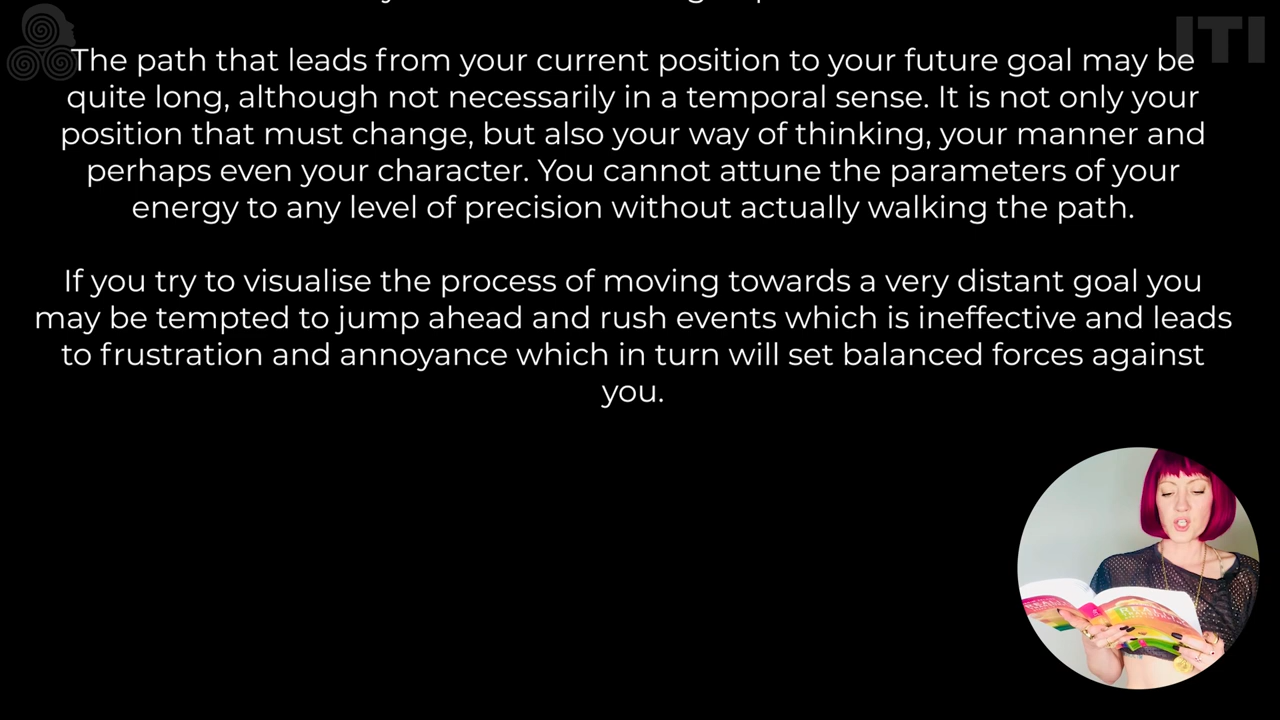 ITI
The path that leads from your current position to your future goal may be
quite long, although not necessarily in a temporal sense. It is not only your
position that must change, but also your way of thinking, your manner and
perhaps even your character. You cannot attune the parameters of your
energy to any level of precision without actually walking the path.
If you try to visualise the process of moving towards a very distant goal you
may be tempted to jump ahead and rush events which is ineffective and leads
to frustration and annoyance which in turn will set balanced forces against
you.